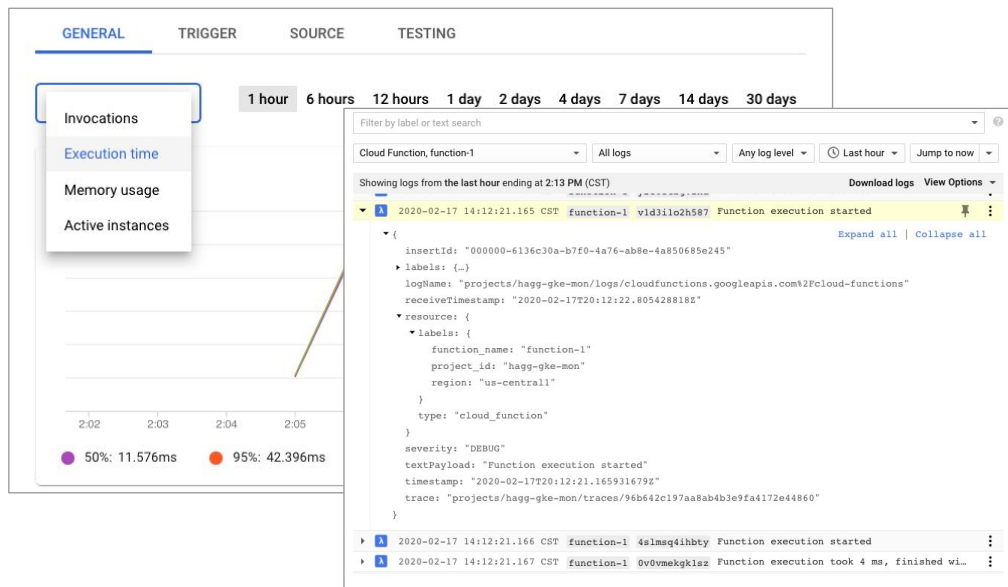 GENERAL TRIGGER SOURCE TESTING
1 hour 6 hours 12 hours 1 day 2 days 4 days 7 days 14 days 30 days
Invocations
Execution time
Memory usage
Active instances
2:02 2:03 2:04 2:05
50%: 11.576ms 95%: 42.396ms
Filter by label or text search
Cloud Function, function-1 All logs Any log level Last hour Jump to now
Showing logs from the last hour ending at 2:13 PM (CST) Download logs View Options
2020-02-17 14:12:21.165 CST function-1 vld3ilo2h587 Function execution started
Expand all | Collapse all
{
insertId: "000000-6136c30a-b7f0-4a76-ab8e-4a850685e245"
labels: {…}
logName: "projects/hagg-gke-mon/logs/cloudfunctions.googleapis.com%2Fcloud-functions"
receiveTimestamp: "2020-02-17T20:12:22.805428818Z"
resource: {
labels: {
function_name: "function-1"
project_id: "hagg-gke-mon"
region: "us-central1"
}
type: "cloud_function"
}
severity: "DEBUG"
textPayload: "Function execution started"
timestamp: "2020-02-17T20:12:21.165931679Z"
trace: "projects/hagg-gke-mon/traces/96b642c197aa8ab4b3e9fa4172e44860"
}
2020-02-17 14:12:21.166 CST function-1 4slmsq4ihbty Function execution started
2020-02-17 14:12:21.167 CST function-1 0v0vmekgk1sz Function execution took 4 ms, finished wi…